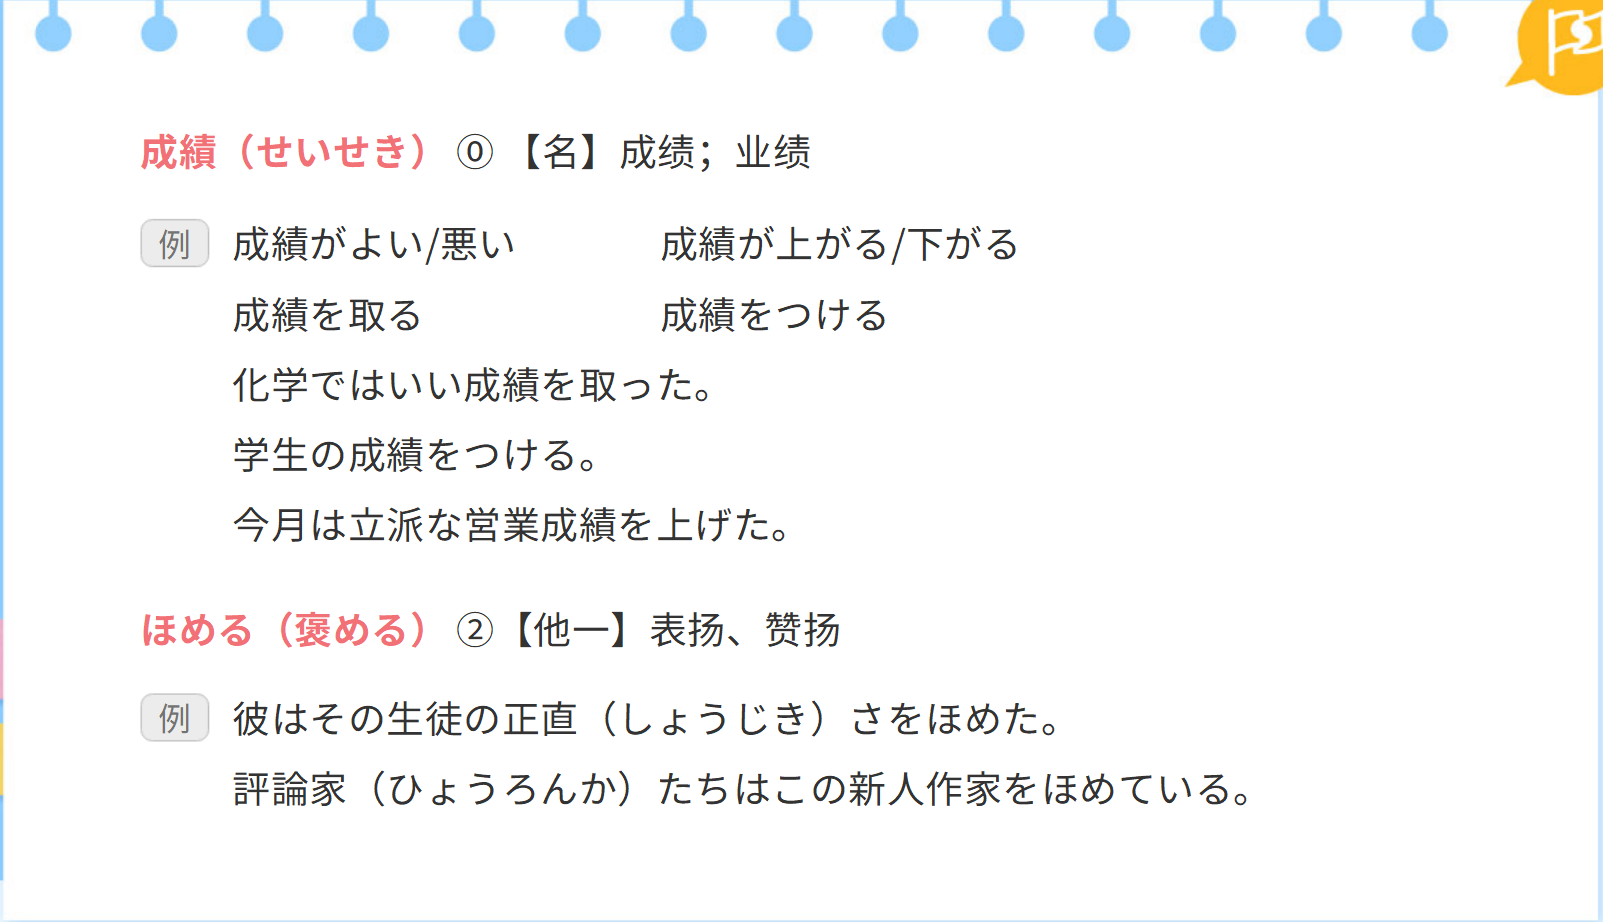 成績（せいせき） ⓪ 【名】成绩；业绩
例 成績がよい/悪い 成績が上がる/下がる
成績を取る 成績をつける
化学ではいい成績を取った。
学生の成績をつける。
今月は立派な営業成績を上げた。
ほめる（褒める） ②【他一】表扬、赞扬
例 彼はその生徒の正直（しょうじき）さをほめた。
評論家（ひょうろんか）たちはこの新人作家をほめている。